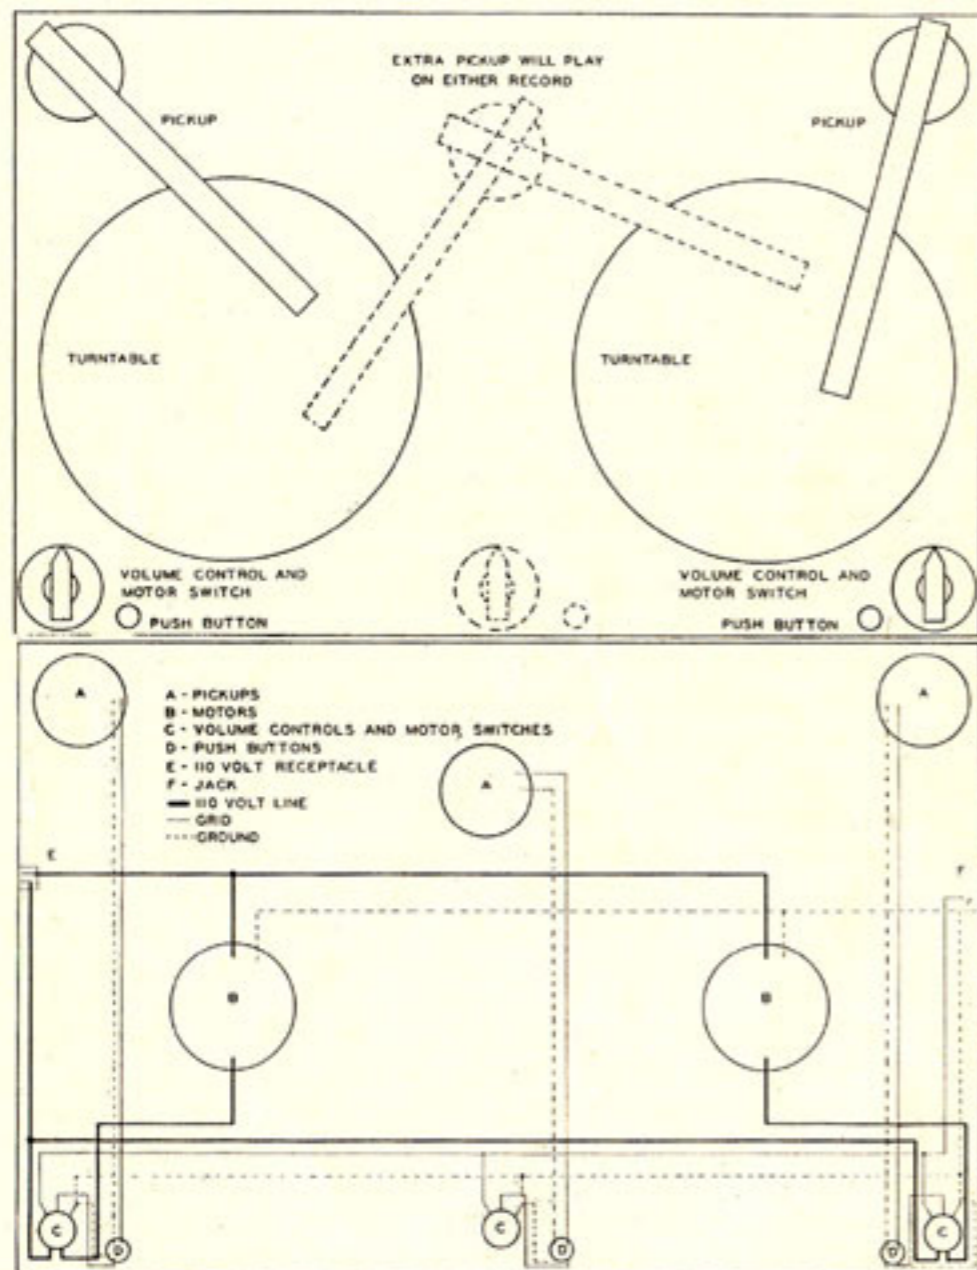 EXTRA PICKUP WILL PLAY
ON EITHER RECORD
PICKUP
PICKUP
TURNTABLE
TURNTABLE
VOLUME CONTROL AND
MOTOR SWITCH
PUSH BUTTON
VOLUME CONTROL AND
MOTOR SWITCH
PUSH BUTTON
A
A
A - PICKUPS
B - MOTORS
C - VOLUME CONTROLS AND MOTOR SWITCHES
D - PUSH BUTTONS
E - 110 VOLT RECEPTACLE
F - JACK
110 VOLT LINE
GRID
GROUND
A
E
F
B
B
C
D
C
D
D
C